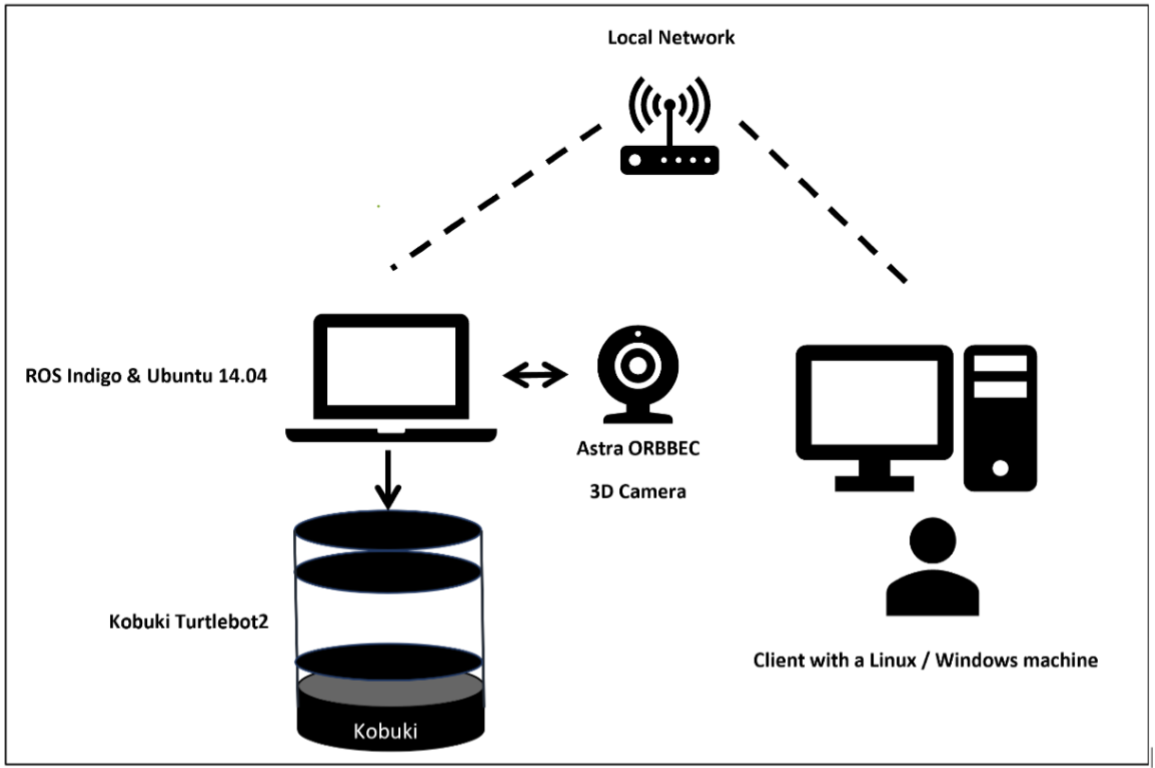 Local Network
ROS Indigo & Ubuntu 14.04
Astra ORBBEC
3D Camera
Kobuki Turtlebot2
Kobuki
Client with a Linux / Windows machine